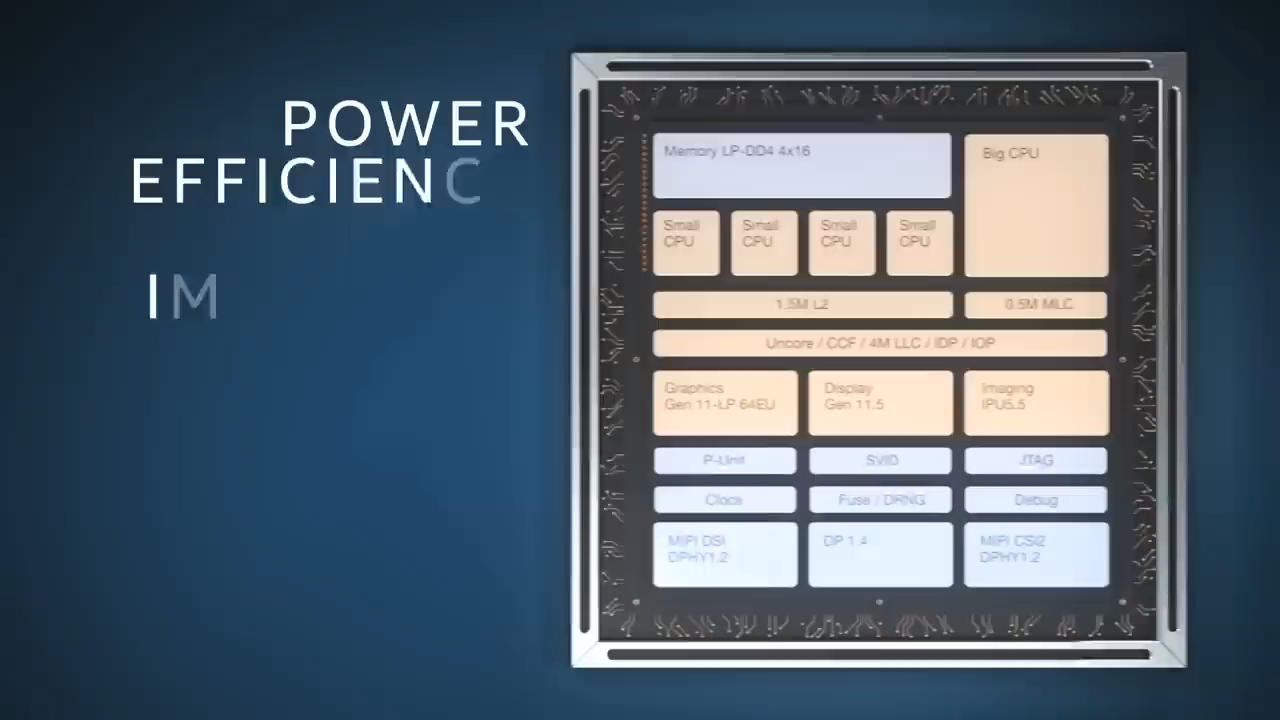 POWER
EFFICIENC
IM
Memory LP-DD4 4x16
Big CPU
Small
CPU
Small
CPU
Small
CPU
Small
CPU
1.5M L2
0.5M MLC
Uncore / CCF / 4M LLC / IDP / IOP
Graphics
Gen 11-LP 64EU
Display
Gen 11.5
Imaging
IPU5.5
P-Unit
SVID
JTAG
Clock
Fuse / DRNG
Debug
MIPI DSI
DPHY1.2
DP 1.4
MIPI CSI2
DPHY1.2